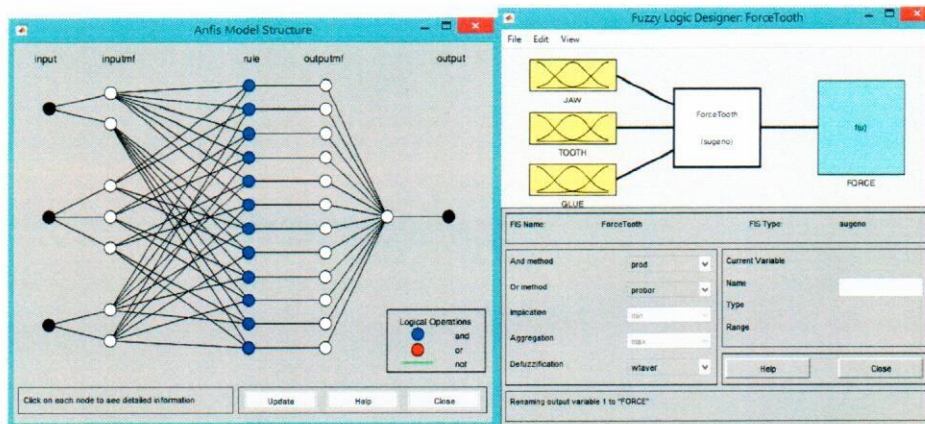 Anfis Model Structure
input
inputmf
rule
outputmf
output
Logical Operations
and
or
not
Click on each node to see detailed information
Update
Help
Close
Fuzzy Logic Designer: ForceTooth
File Edit View
JAW
TOOTH
GLUE
ForceTooth
(sugeno)
f(u)
FORCE
FIS Name: ForceTooth
FIS Type: sugeno
And method prod
Or method probor
Implication min
Aggregation max
Defuzzification wtaver
Current Variable
Name
Type
Range
Help
Close
Renaming output variable 1 to "FORCE"